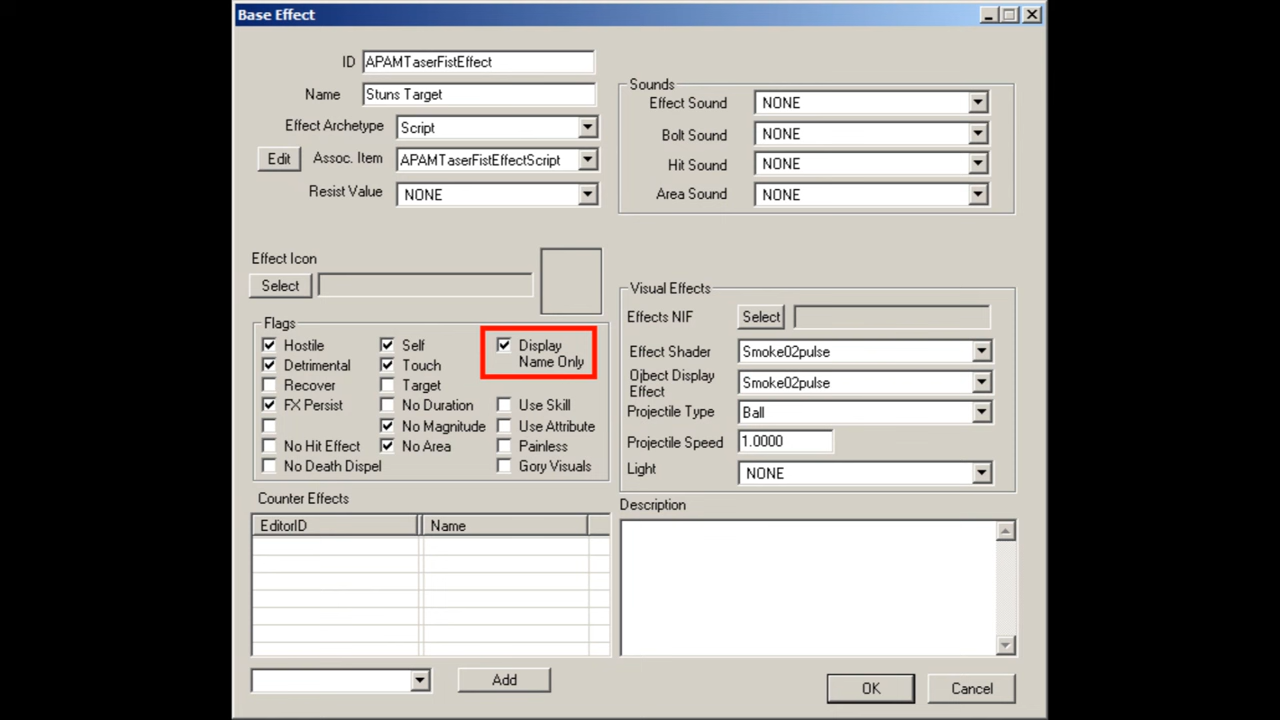 Base Effect
ID APAMTaserFistEffect
Name Stuns Target
Effect Archetype Script
Edit Assoc. Item APAMTaserFistEffectScript
Resist Value NONE
Sounds
Effect Sound NONE
Bolt Sound NONE
Hit Sound NONE
Area Sound NONE
Effect Icon
Select
Flags
Hostile Self Display
Name Only
Detrimental Touch
Recover Target
FX Persist No Duration Use Skill
No Magnitude Use Attribute
No Hit Effect No Area Painless
No Death Dispel Gory Visuals
Visual Effects
Effects NIF Select
Effect Shader Smoke02pulse
Ojbect Display
Effect Smoke02pulse
Projectile Type Ball
Projectile Speed 1.0000
Light NONE
Counter Effects
EditorID Name
Description
Add
OK Cancel